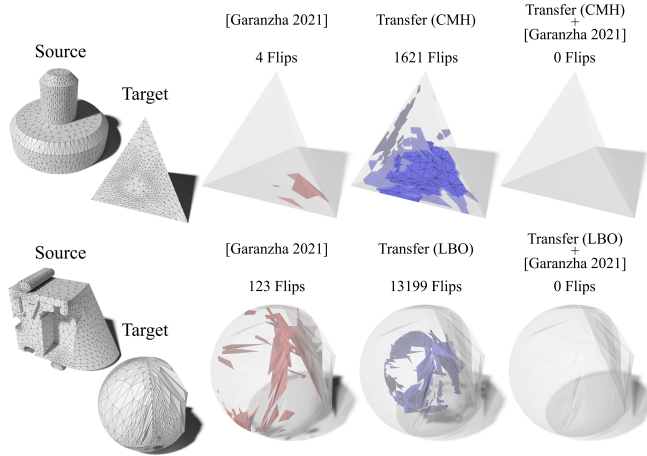 [Garanzha 2021]
Transfer (CMH)
Transfer (CMH)
+
[Garanzha 2021]
Source
4 Flips
1621 Flips
0 Flips
Target
Source
[Garanzha 2021]
Transfer (LBO)
Transfer (LBO)
+
[Garanzha 2021]
123 Flips
13199 Flips
0 Flips
Target